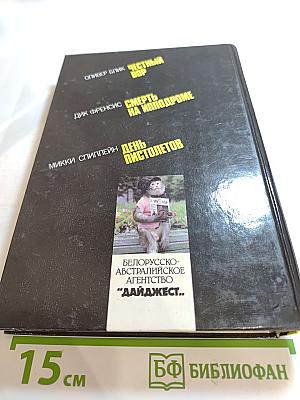 ОЛИВЕР БЛИК ЧЕСТНЫЙ
ВОР
ДИК ФРЕНСИС СМЕРТЬ
НА ИППОДРОМЕ
МИККИ СПИЛЛЕЙН ДЕНЬ
ПИСТОЛЕТОВ
БЕЛОРУССКО-
АВСТРАЛИЙСКОЕ
АГЕНТСТВО
"ДАЙДЖЕСТ„
15 см
БФ БИБЛИОФАН